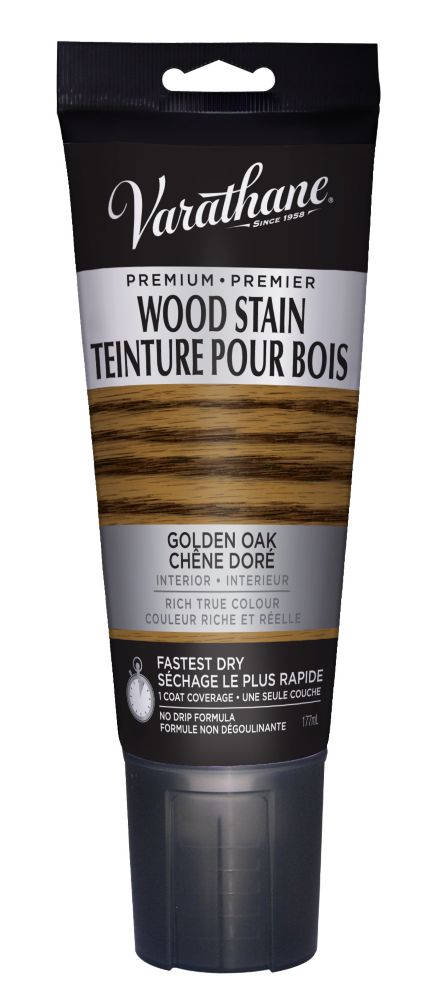 Varathane®
SINCE 1958
PREMIUM • PREMIER
WOOD STAIN
TEINTURE POUR BOIS
GOLDEN OAK
CHÊNE DORÉ
INTERIOR • INTERIEUR
RICH TRUE COLOUR
COULEUR RICHE ET RÉELLE
FASTEST DRY
SÉCHAGE LE PLUS RAPIDE
1 COAT COVERAGE • UNE SEULE COUCHE
NO DRIP FORMULA
FORMULE NON DÉGOULINANTE
177mL